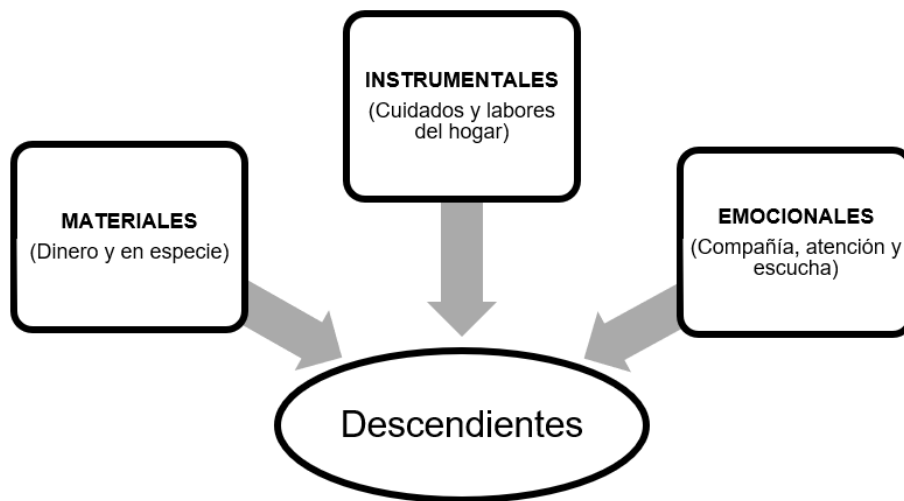 INSTRUMENTALES
(Cuidados y labores
del hogar)
MATERIALES
(Dinero y en especie)
EMOCIONALES
(Compañía, atención y
escucha)
Descendientes